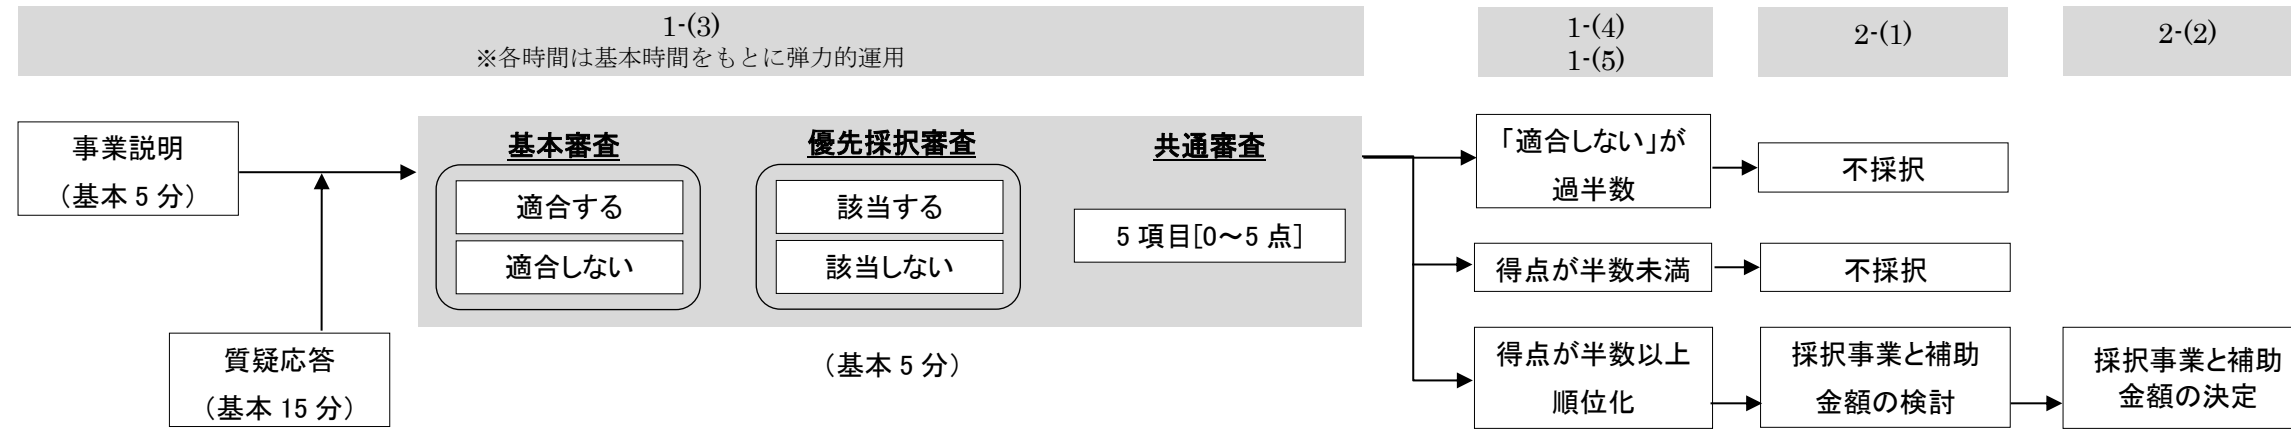 1-(3)
※各時間は基本時間をもとに弾力的運用
1-(4)
1-(5)
2-(1)
2-(2)
事業説明
（基本 5 分）
質疑応答
（基本 15 分）
基本審査
適合する
適合しない
優先採択審査
該当する
該当しない
共通審査
5 項目[0～5 点]
（基本 5 分）
「適合しない」が
過半数
不採択
得点が半数未満
不採択
得点が半数以上
順位化
採択事業と補助
金額の検討
採択事業と補助
金額の決定